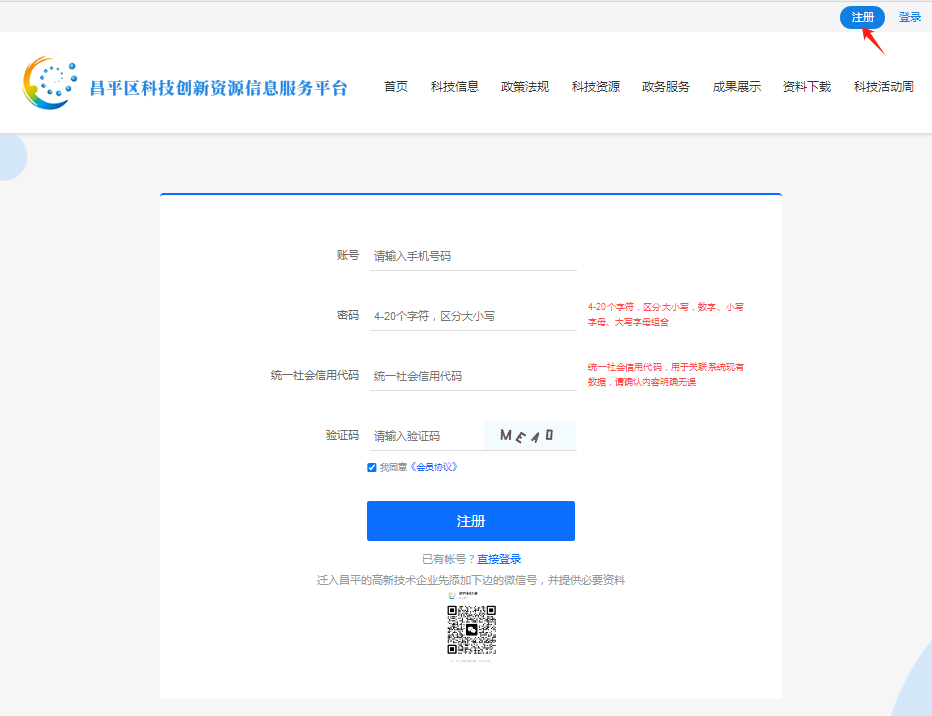 注册 登录
昌平区科技创新资源信息服务平台 首页 科技信息 政策法规 科技资源 政务服务 成果展示 资料下载 科技活动周
账号 请输入手机号码
密码 4-20个字符，区分大小写
4-20个字符，区分大小写，数字、小写
字母、大写字母组合
统一社会信用代码 统一社会信用代码
统一社会信用代码，用于关联系统现有
数据，请确认内容明确无误
验证码 请输入验证码 MEAD
我同意《会员协议》
注册
已有帐号？直接登录
迁入昌平的高新技术企业先添加下边的微信号，并提供必要资料